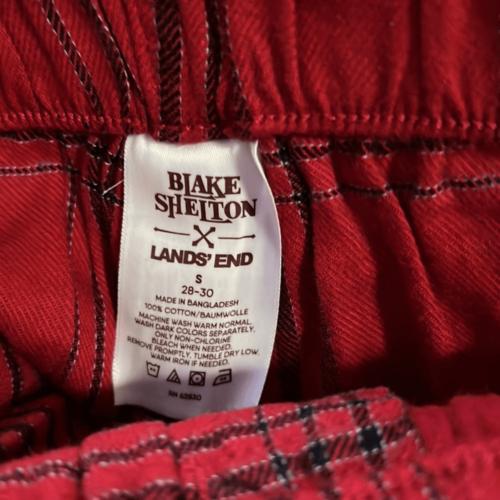 BLAKE
SHELTON
X
LANDS' END
S
28-30
MADE IN BANGLADESH
100% COTTON/BAUMWOLLE
MACHINE WASH WARM NORMAL,
WASH DARK COLORS SEPARATELY,
ONLY NON-CHLORINE
BLEACH WHEN NEEDED.
REMOVE PROMPTLY, TUMBLE DRY LOW,
WARM IRON IF NEEDED.